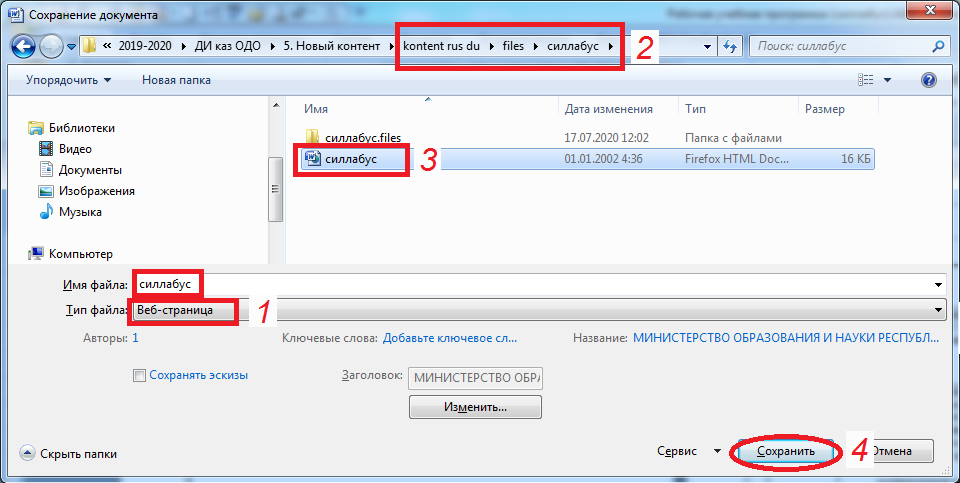 Сохранение документа
« 2019-2020 ▸ ДИ каз ОДО ▸ 5. Новый контент ▸ kontent rus du ▸ files ▸ силлабус ▸ 2 Поиск: силлабус
Упорядочить Новая папка
Имя Дата изменения Тип Размер
Библиотеки
Видео
Документы
Изображения
Музыка
Компьютер
силлабус.files 17.07.2020 12:02 Папка с файлами
силлабус 3 01.01.2002 4:36 Firefox HTML Doc... 16 КБ
Имя файла: силлабус
Тип файла: Веб-страница 1
Авторы: 1 Ключевые слова: Добавьте ключевое сл... Название: МИНИСТЕРСТВО ОБРАЗОВАНИЯ И НАУКИ РЕСПУБЛ...
Сохранять эскизы Заголовок: МИНИСТЕРСТВО ОБРА
Изменить...
Скрыть папки Сервис Сохранить 4 Отмена